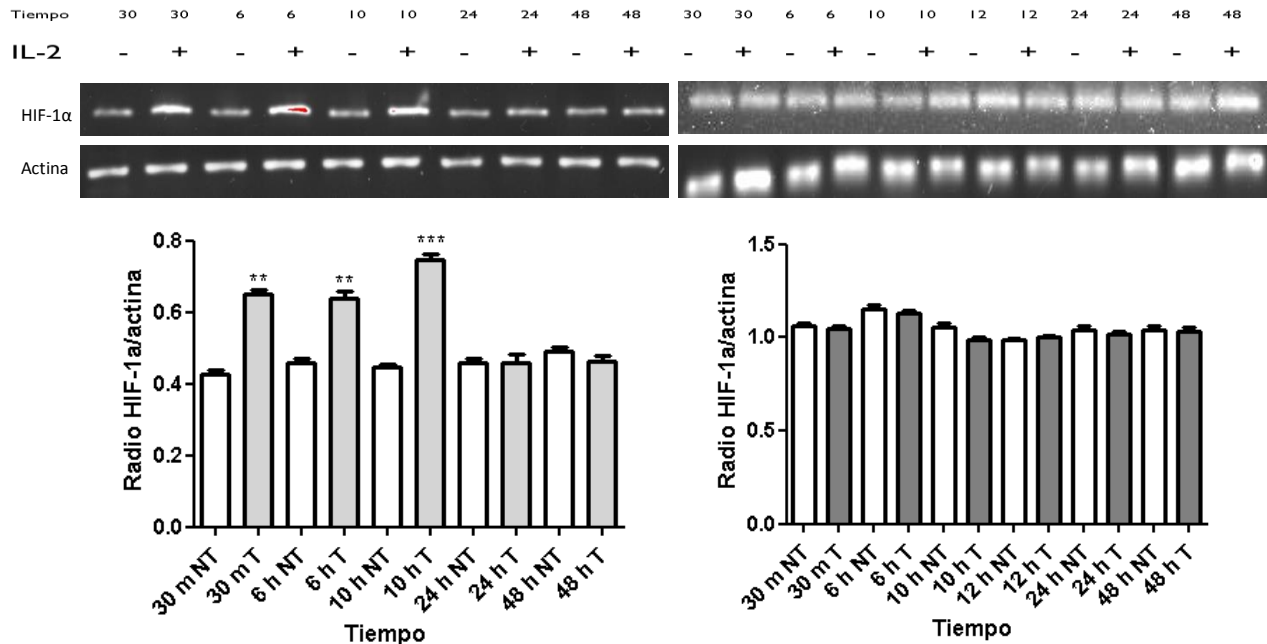 Tiempo 30 30 6 6 10 10 24 24 48 48 30 30 6 6 10 10 12 12 24 24 48 48
IL-2 - + - + - + - + - + - + - + - + - + - + - +
HIF-1α
Actina
0.8
0.6
0.4
0.2
0.0
Radio HIF-1a/actina
** ** ***
30 m NT 30 m T 6 h NT 6 h T 10 h NT 10 h T 24 h NT 24 h T 48 h NT 48 h T
Tiempo
1.5
1.0
0.5
0.0
Radio HIF-1a/actina
30 m NT 30 m T 6 h NT 6 h T 10 h NT 10 h T 12 h NT 12 h T 24 h NT 24 h T 48 h NT 48 h T
Tiempo